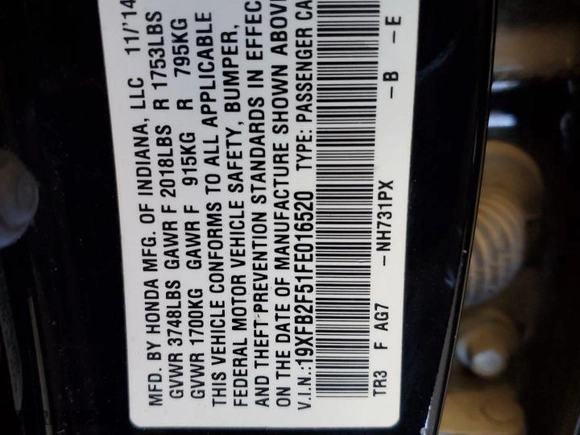 MFD. BY HONDA MFG. OF INDIANA, LLC 11/'14
GVWR 3748LBS GAWR F 2018LBS R 1753LBS
GVWR 1700KG GAWR F 915KG R 795KG
THIS VEHICLE CONFORMS TO ALL APPLICABLE
FEDERAL MOTOR VEHICLE SAFETY, BUMPER,
AND THEFT-PREVENTION STANDARDS IN EFFEC
ON THE DATE OF MANUFACTURE SHOWN ABOVE
V.I.N.:19XFB2F51FE016520 TYPE: PASSENGER CA
TR3 F AG7 -NH731PX -B -E